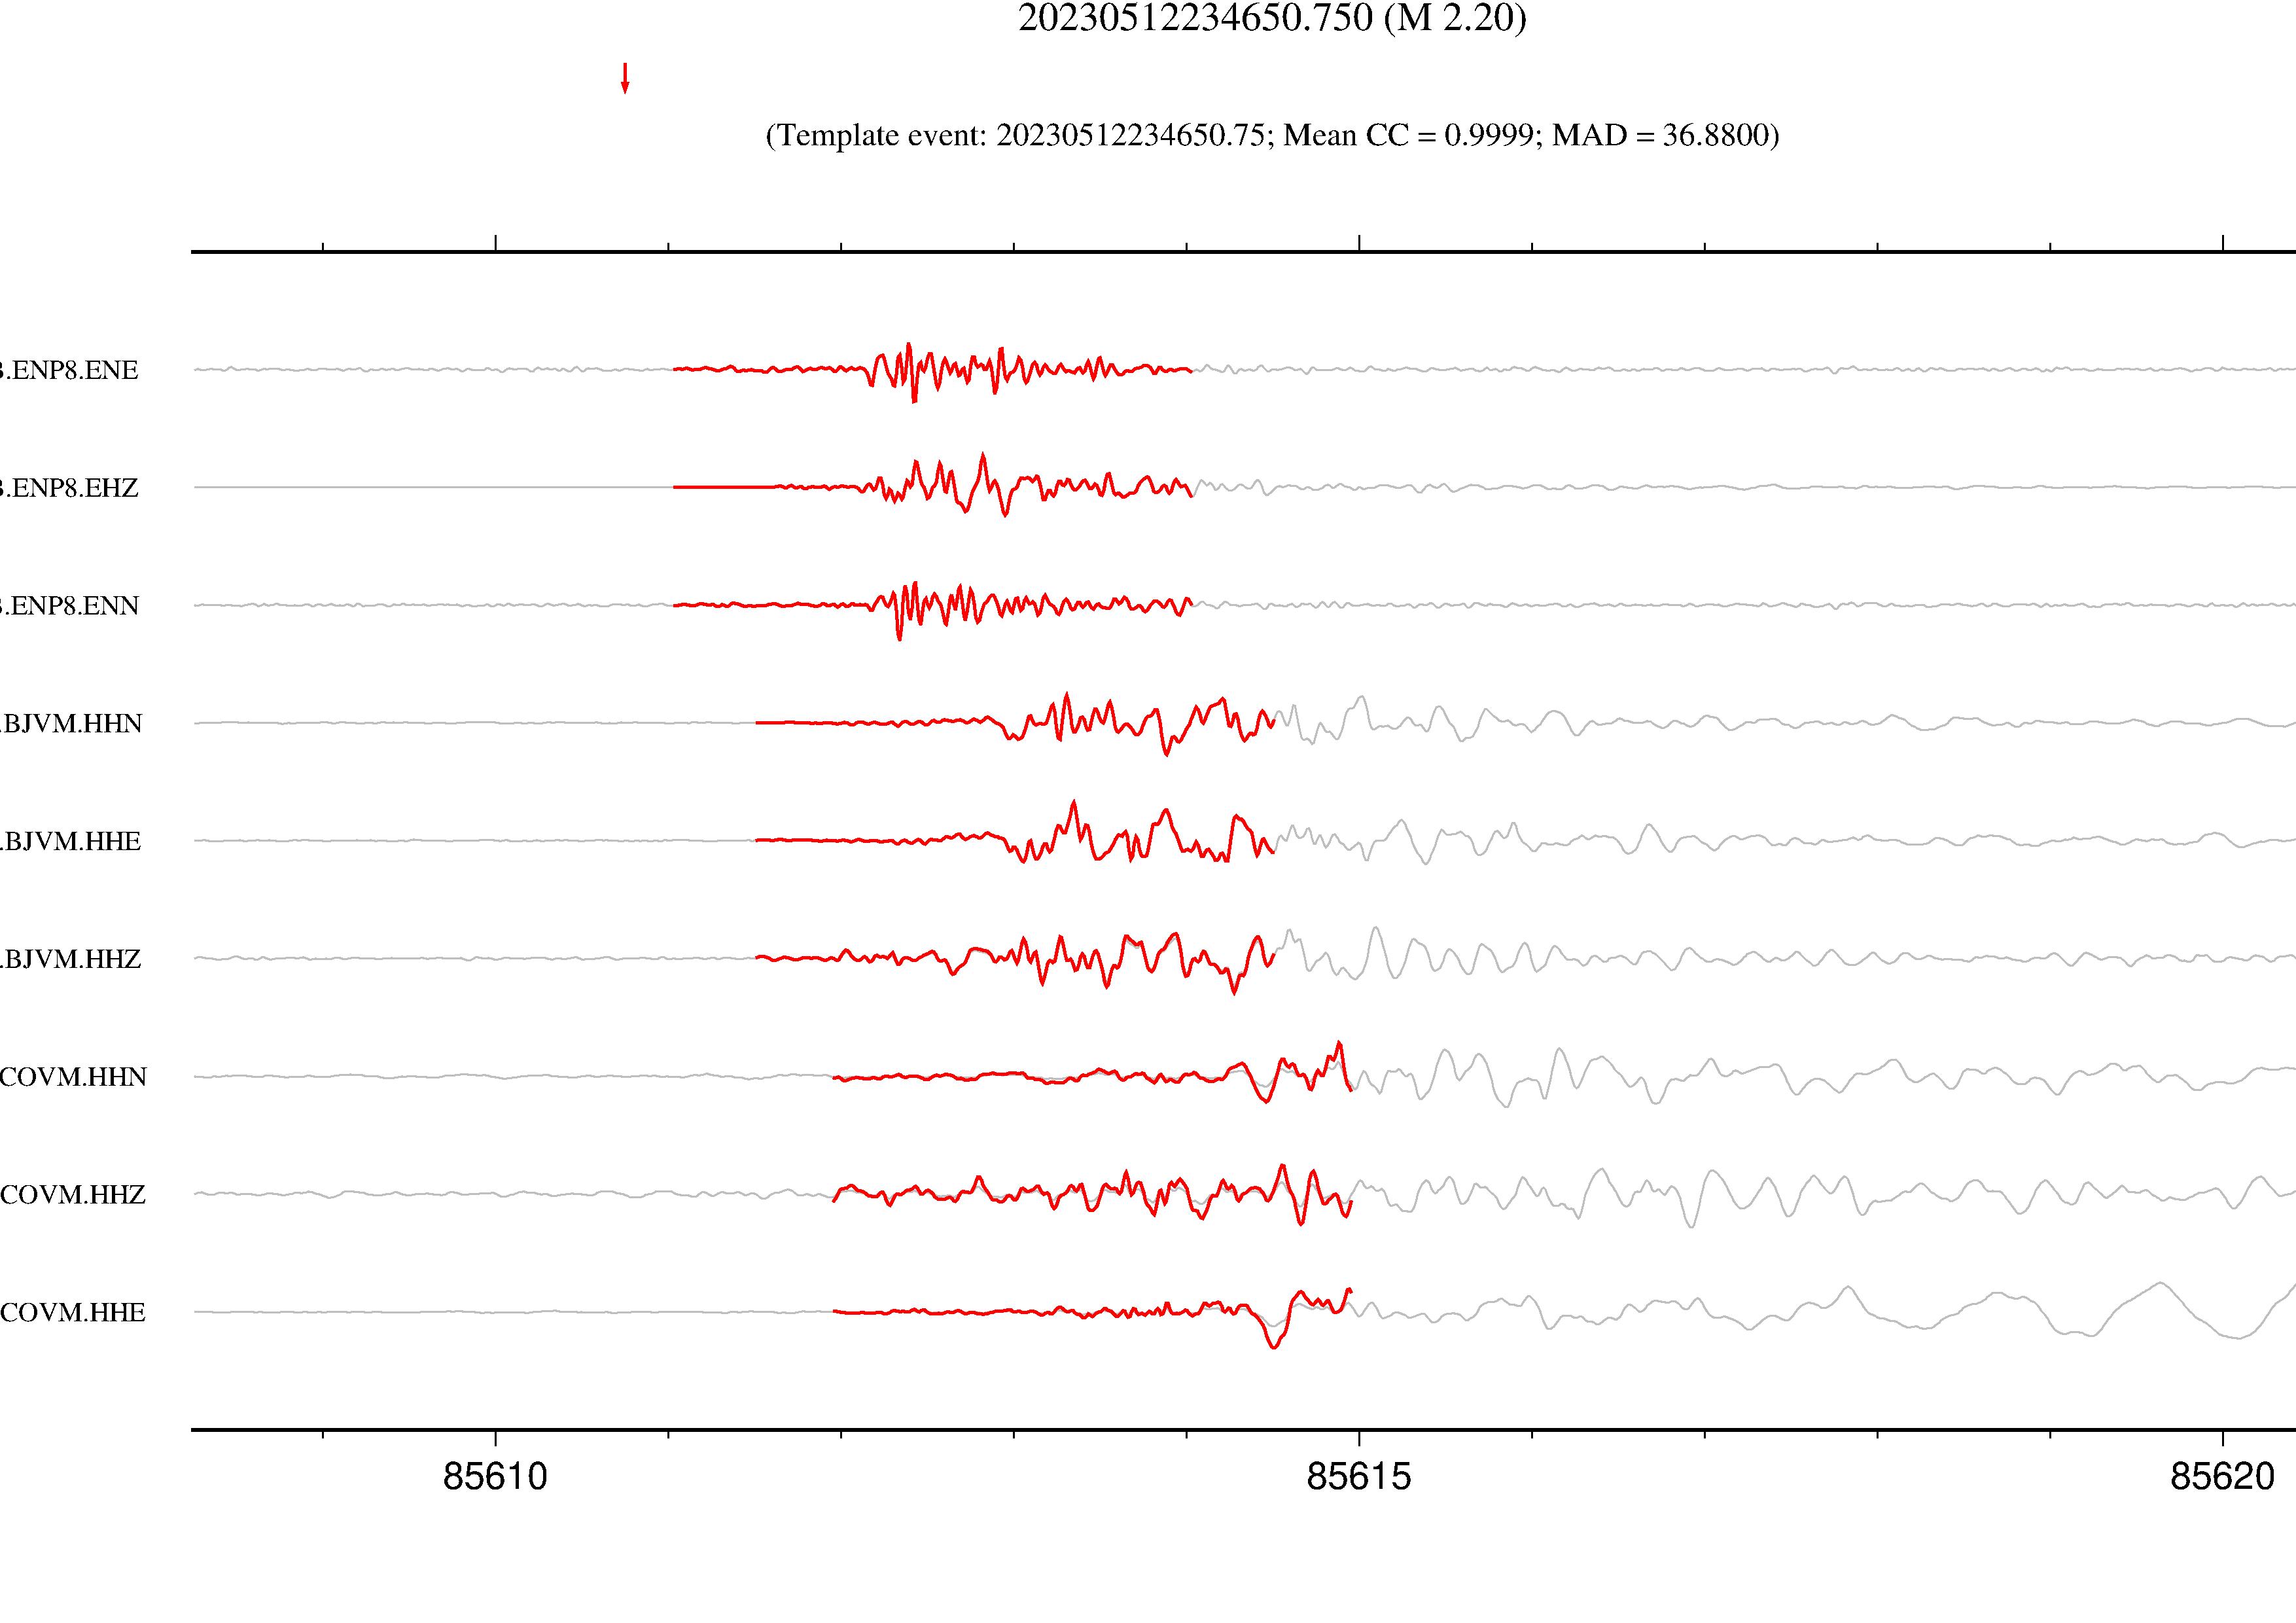 20230512234650.750 (M 2.20)
(Template event: 20230512234650.75; Mean CC = 0.9999; MAD = 36.8800)
.ENP8.ENE
.ENP8.EHZ
.ENP8.ENN
.BJVM.HHN
.BJVM.HHE
.BJVM.HHZ
COVM.HHN
COVM.HHZ
COVM.HHE
85610 85615 85620